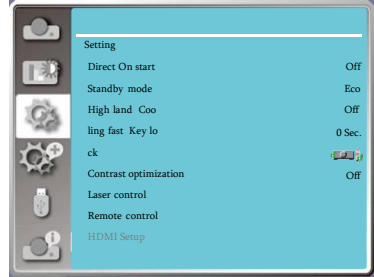 Setting
Direct On start Off
Standby mode Eco
High land Coo Off
ling fast Key lo 0 Sec.
ck
Contrast optimization Off
Laser control
Remote control
HDMI Setup